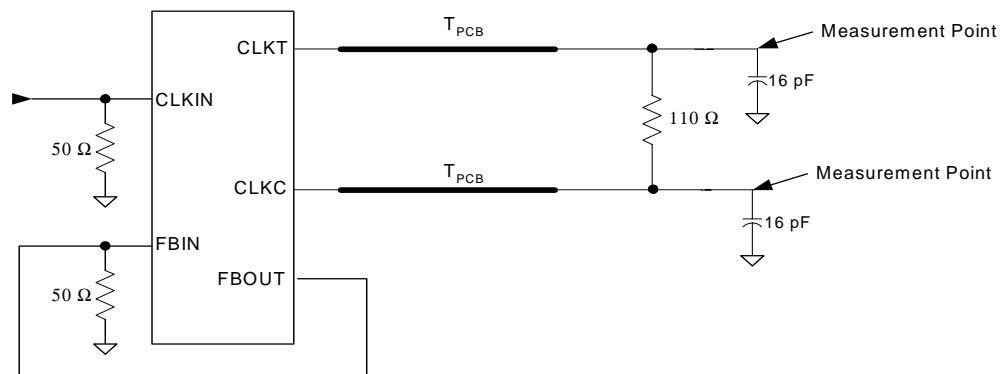 T_PCB
Measurement Point
CLKT
16 pF
CLKIN
110 Ω
50 Ω
T_PCB
Measurement Point
CLKC
16 pF
FBIN
FBOUT
50 Ω